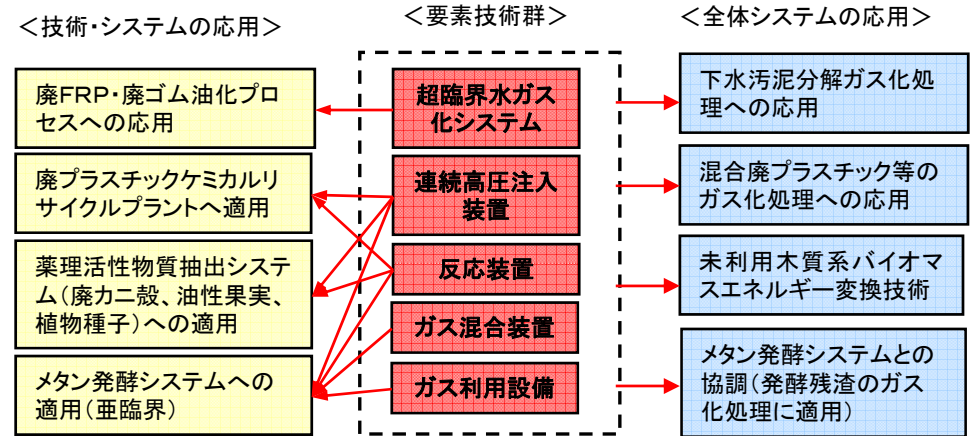 ＜技術・システムの応用＞
廃ＦＲＰ・廃ゴム油化プロ
セスへの応用
廃プラスチックケミカルリ
サイクルプラントへ適用
薬理活性物質抽出システ
ム（廃カニ殻、油性果実、
植物種子）への適用
メタン発酵システムへの
適用（亜臨界）
＜要素技術群＞
超臨界水ガス
化システム
連続高圧注入
装置
反応装置
ガス混合装置
ガス利用設備
＜全体システムの応用＞
下水汚泥分解ガス化処
理への応用
混合廃プラスチック等の
ガス化処理への応用
未利用木質系バイオマ
スエネルギー変換技術
メタン発酵システムとの
協調（発酵残渣のガス
化処理に適用）